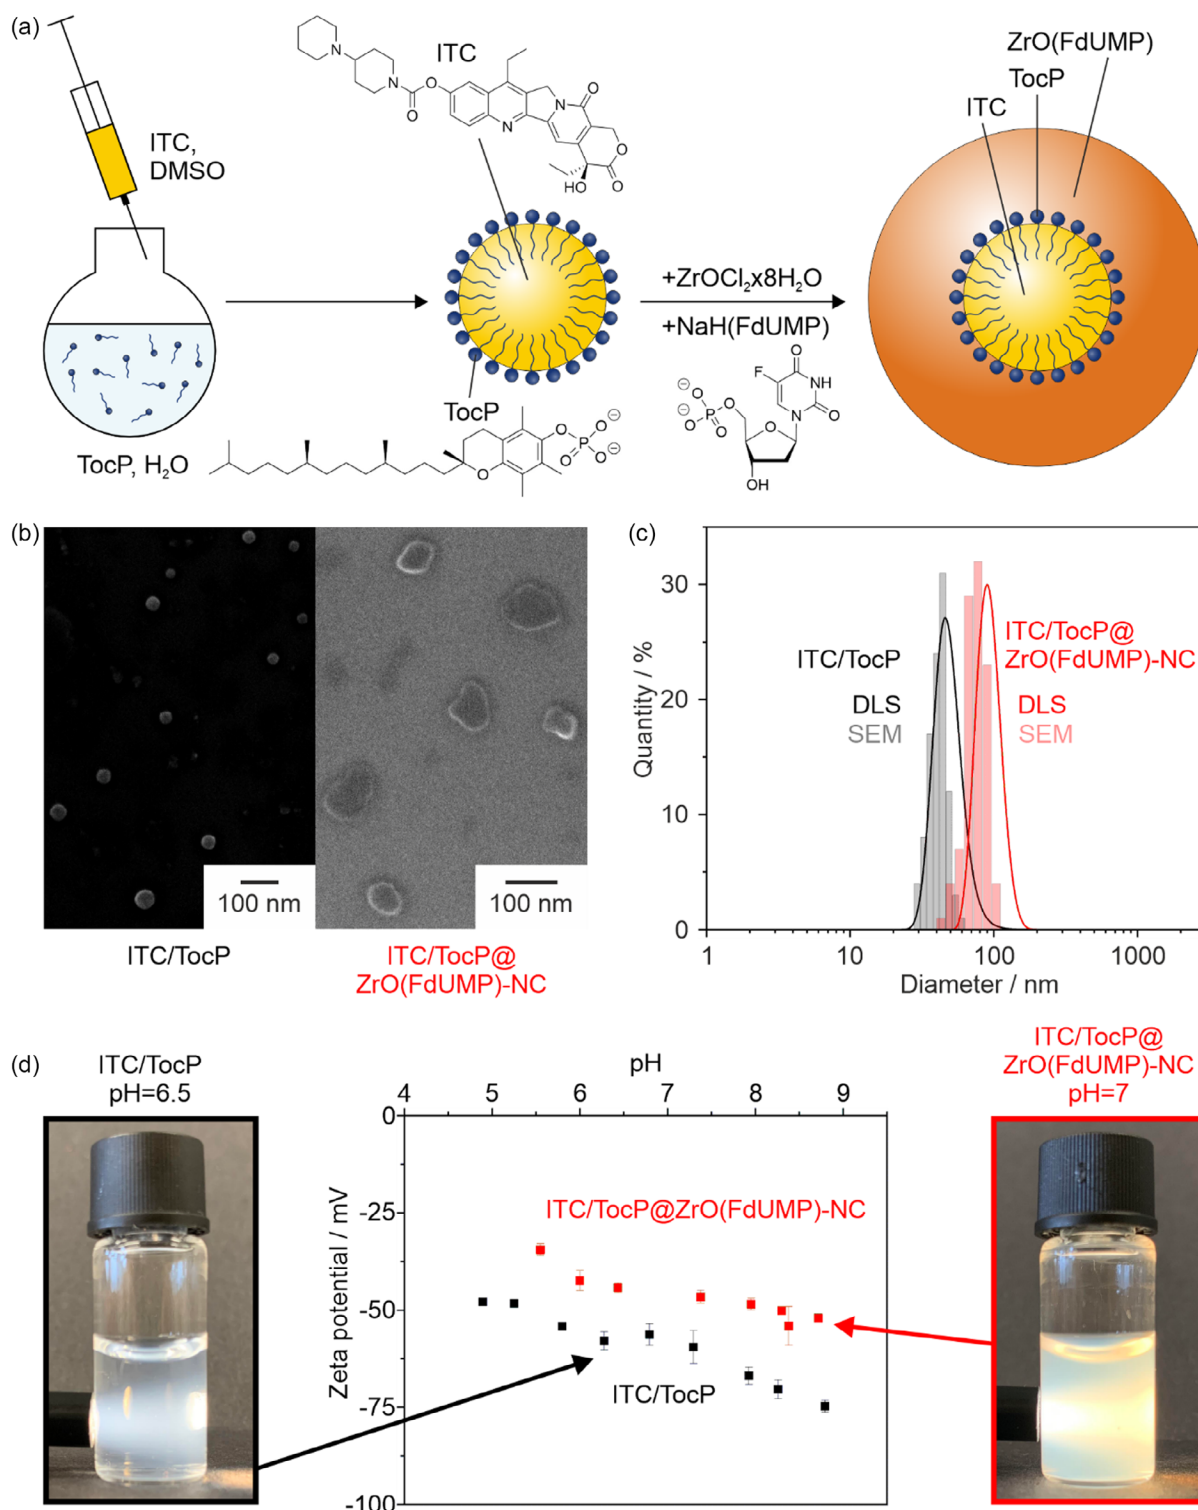 (a)
ITC
ZrO(FdUMP)
TocP
ITC
ITC,
DMSO
N
N
O
O
N
N
O
O
O
HO
+ZrOCl₂x8H₂O
+NaH(FdUMP)
TocP
TocP, H₂O
O
O
P
O
O
F
O
NH
N
O
O
P
O
O
O
O
OH
(b)
100 nm
100 nm
ITC/TocP
ITC/TocP@
ZrO(FdUMP)-NC
(c)
Quantity / %
30
20
10
0
ITC/TocP
DLS
SEM
ITC/TocP@
ZrO(FdUMP)-NC
DLS
SEM
1
10
100
1000
Diameter / nm
(d)
ITC/TocP
pH=6.5
pH
4
5
6
7
8
9
0
-25
-50
-75
-100
Zeta potential / mV
ITC/TocP@ZrO(FdUMP)-NC
ITC/TocP
ITC/TocP@
ZrO(FdUMP)-NC
pH=7